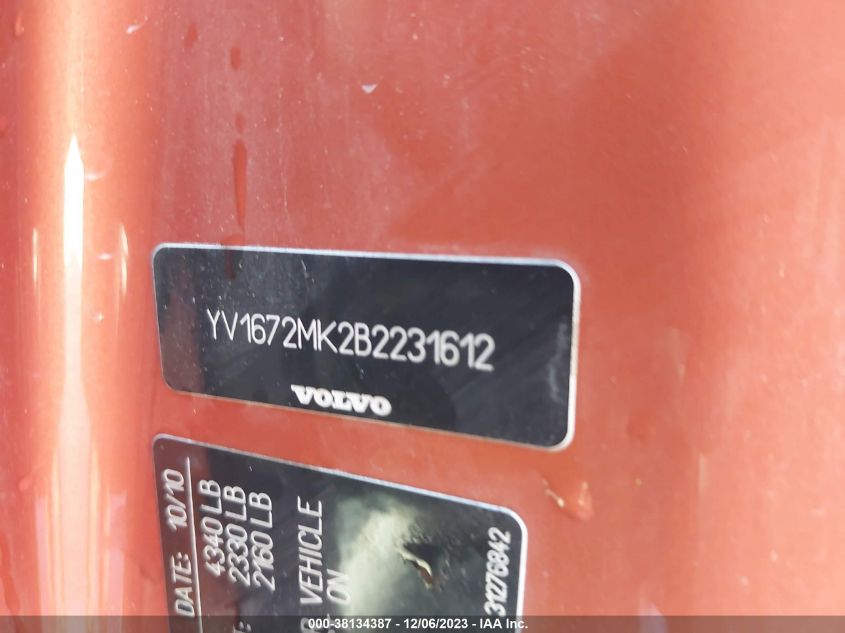 YV1672MK2B2231612
VOLVO
DATE: 10/10
4340 LB
2330 LB
2160 LB
VEHICLE
ON
31276842
000-38134387 - 12/06/2023 - IAA Inc.